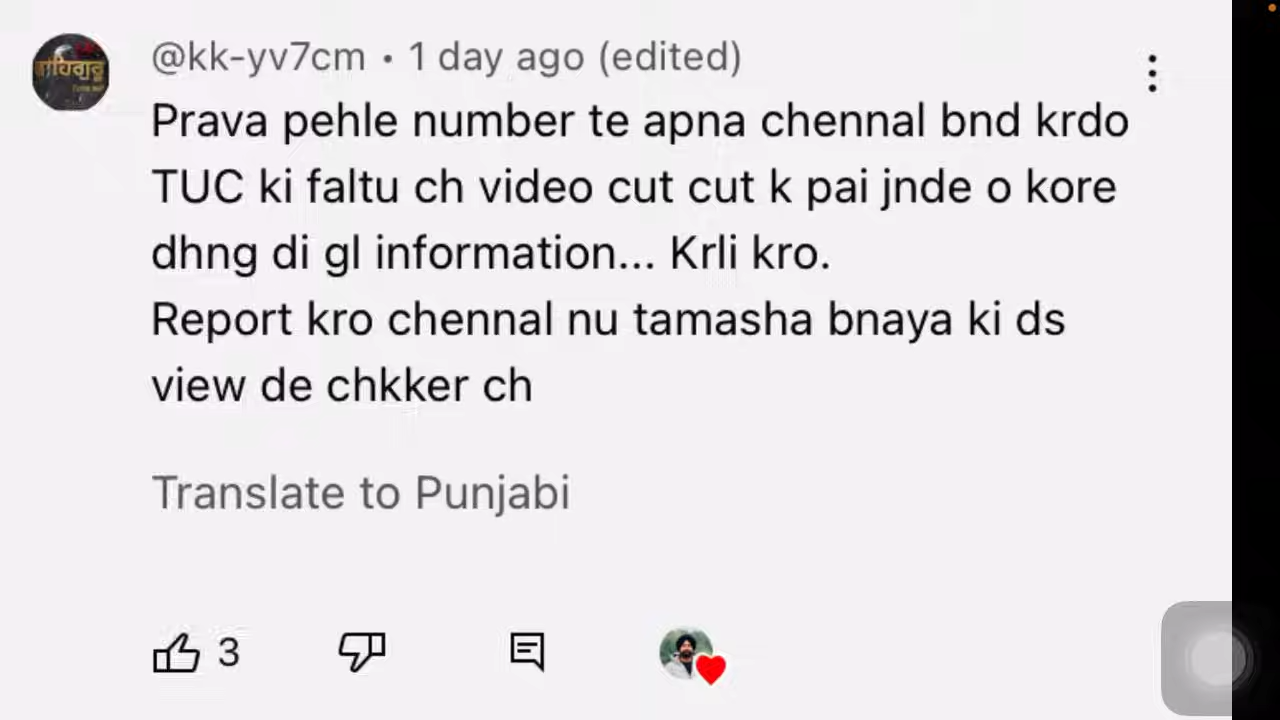 @kk-yv7cm • 1 day ago (edited)
Prava pehle number te apna chennal bnd krdo
TUC ki faltu ch video cut cut k pai jnde o kore
dhng di gl information... Krli kro.
Report kro chennal nu tamasha bnaya ki ds
view de chkker ch
Translate to Punjabi
3